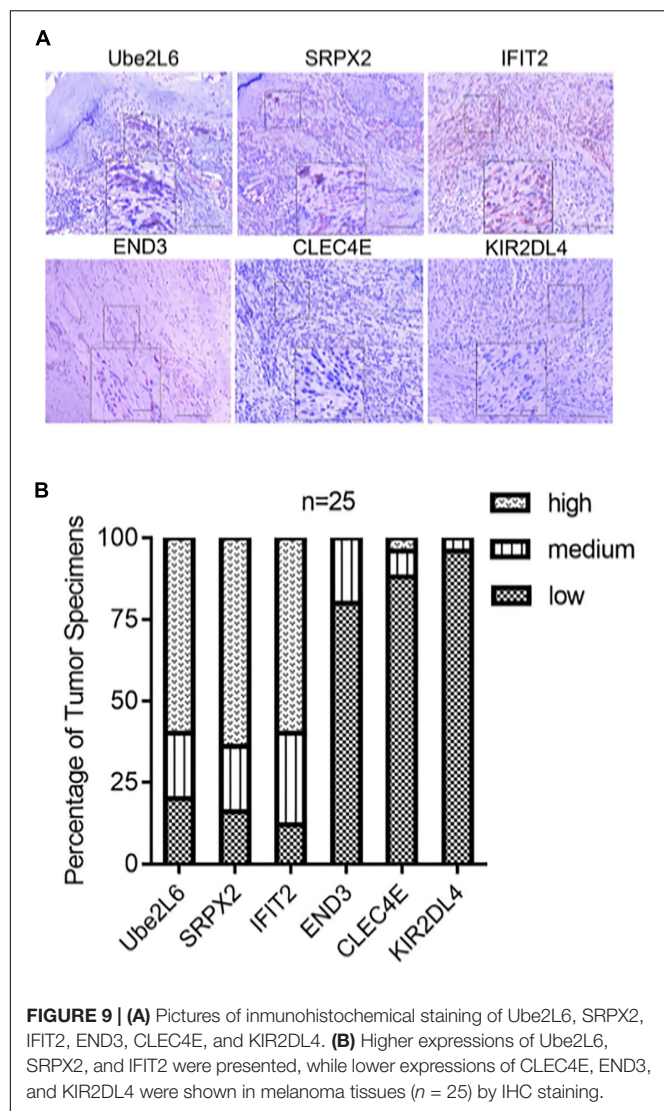 A
Ube2L6 SRPX2 IFIT2
END3 CLEC4E KIR2DL4
B
n=25
high
medium
low
Percentage of Tumor Specimens
100
75
50
25
0
Ube2L6 SRPX2 IFIT2 END3 CLEC4E KIR2DL4
FIGURE 9 | (A) Pictures of inmunohistochemical staining of Ube2L6, SRPX2,
IFIT2, END3, CLEC4E, and KIR2DL4. (B) Higher expressions of Ube2L6,
SRPX2, and IFIT2 were presented, while lower expressions of CLEC4E, END3,
and KIR2DL4 were shown in melanoma tissues (n = 25) by IHC staining.